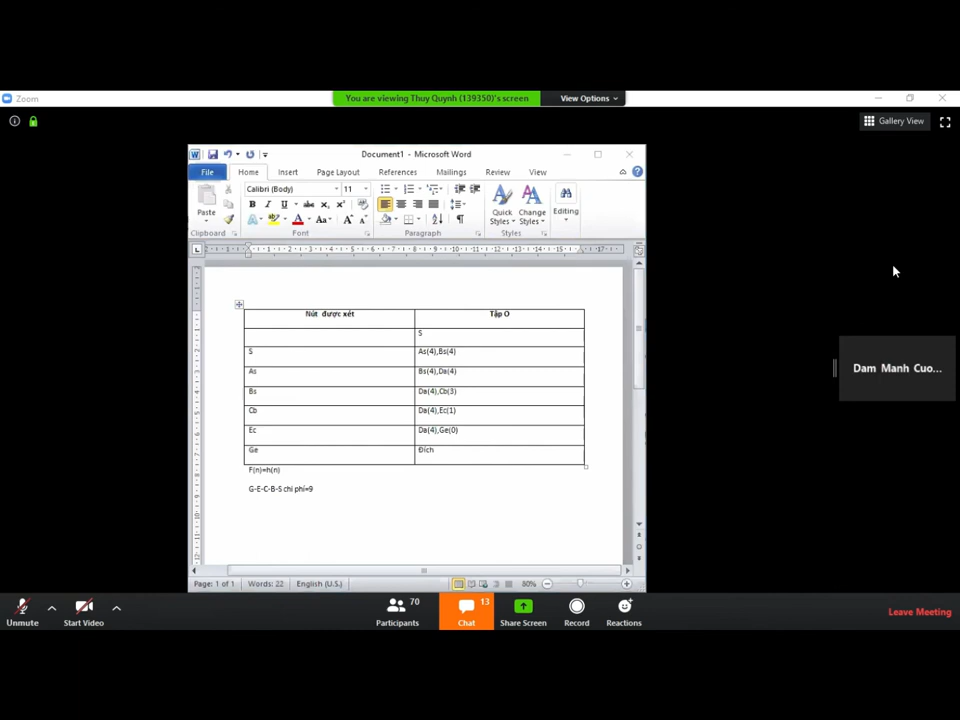 Zoom
You are viewing Thuy Quynh (139350)'s screen
View Options
Gallery View
Document1 - Microsoft Word
File Home Insert Page Layout References Mailings Review View
Calibri (Body) 11
Paste
Quick Styles
Change Styles
Editing
Clipboard Font Paragraph Styles
Nút được xét Tập O
S
S As(4),Bs(4)
As Bs(4),Da(4)
Bs Da(4),Cb(3)
Cb Da(4),Ec(1)
Ec Da(4),Ge(0)
Ge Đích
F(n)=h(n)
G-E-C-B-S chi phí=9
Dam Manh Cuo...
Page: 1 of 1 Words: 22 English (U.S.) 80%
70 13
Unmute Start Video Participants Chat Share Screen Record Reactions Leave Meeting